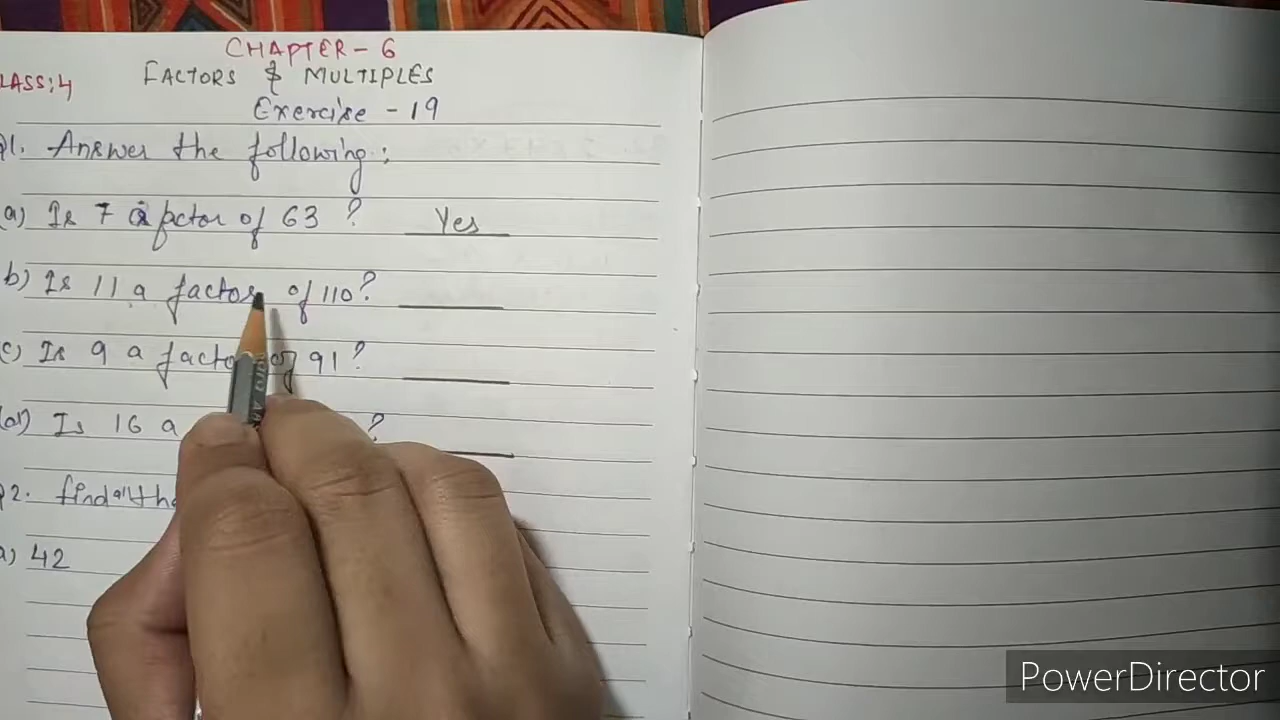 CHAPTER - 6
LASS: 4 FACTORS & MULTIPLES
Exercise - 19
Q1. Answer the following:
(a) Is 7 a factor of 63 ? Yes
b) Is 11 a factor of 110?
(c) Is 9 a factor of 91 ?
(d) Is 16 a ?
Q2. find all the
a) 42
PowerDirector